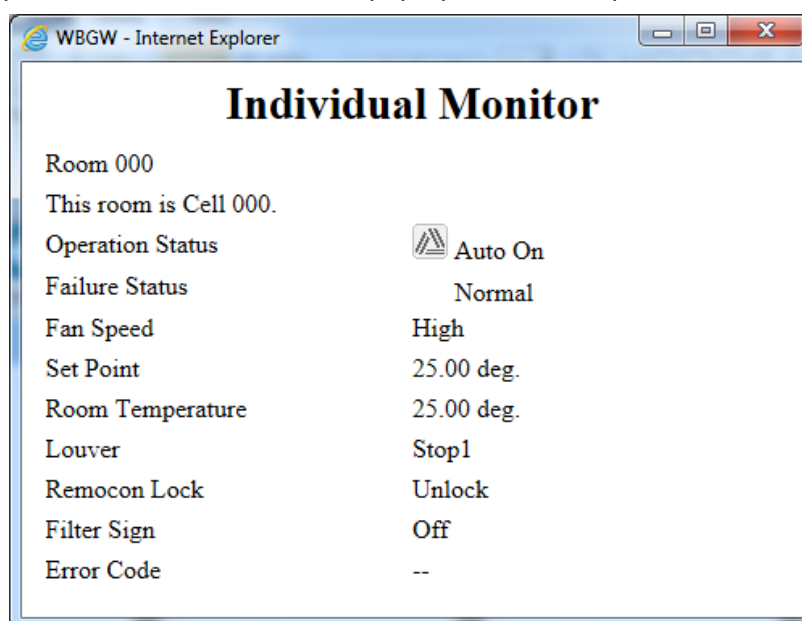 WBGW - Internet Explorer
Individual Monitor
Room 000
This room is Cell 000.
Operation Status Auto On
Failure Status Normal
Fan Speed High
Set Point 25.00 deg.
Room Temperature 25.00 deg.
Louver Stop1
Remocon Lock Unlock
Filter Sign Off
Error Code --